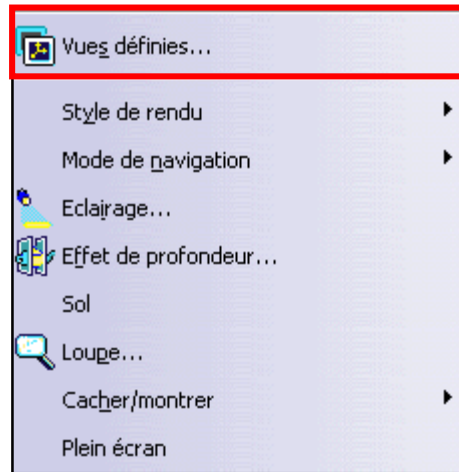 Vues définies...
Style de rendu
Mode de navigation
Eclairage...
Effet de profondeur...
Sol
Loupe...
Cacher/montrer
Plein écran